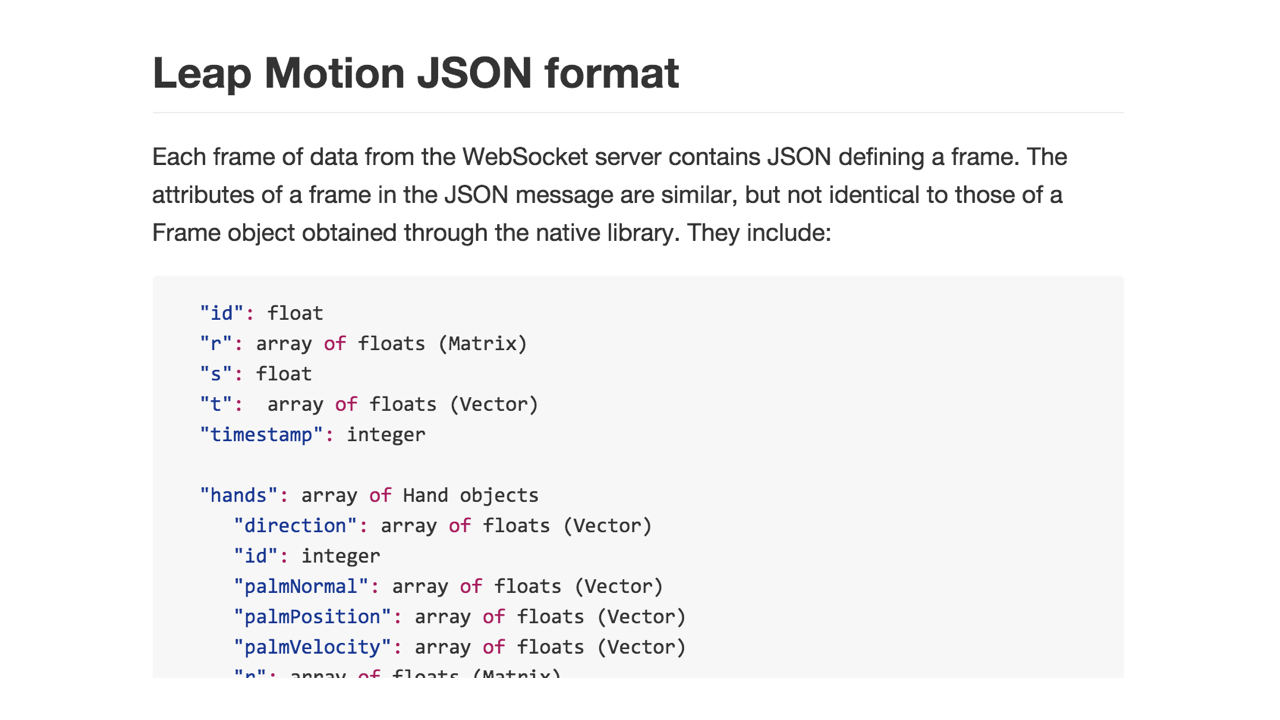 Leap Motion JSON format
Each frame of data from the WebSocket server contains JSON defining a frame. The
attributes of a frame in the JSON message are similar, but not identical to those of a
Frame object obtained through the native library. They include:
"id": float
"r": array of floats (Matrix)
"s": float
"t":  array of floats (Vector)
"timestamp": integer
"hands": array of Hand objects
"direction": array of floats (Vector)
"id": integer
"palmNormal": array of floats (Vector)
"palmPosition": array of floats (Vector)
"palmVelocity": array of floats (Vector)
"r": array of floats (Matrix)